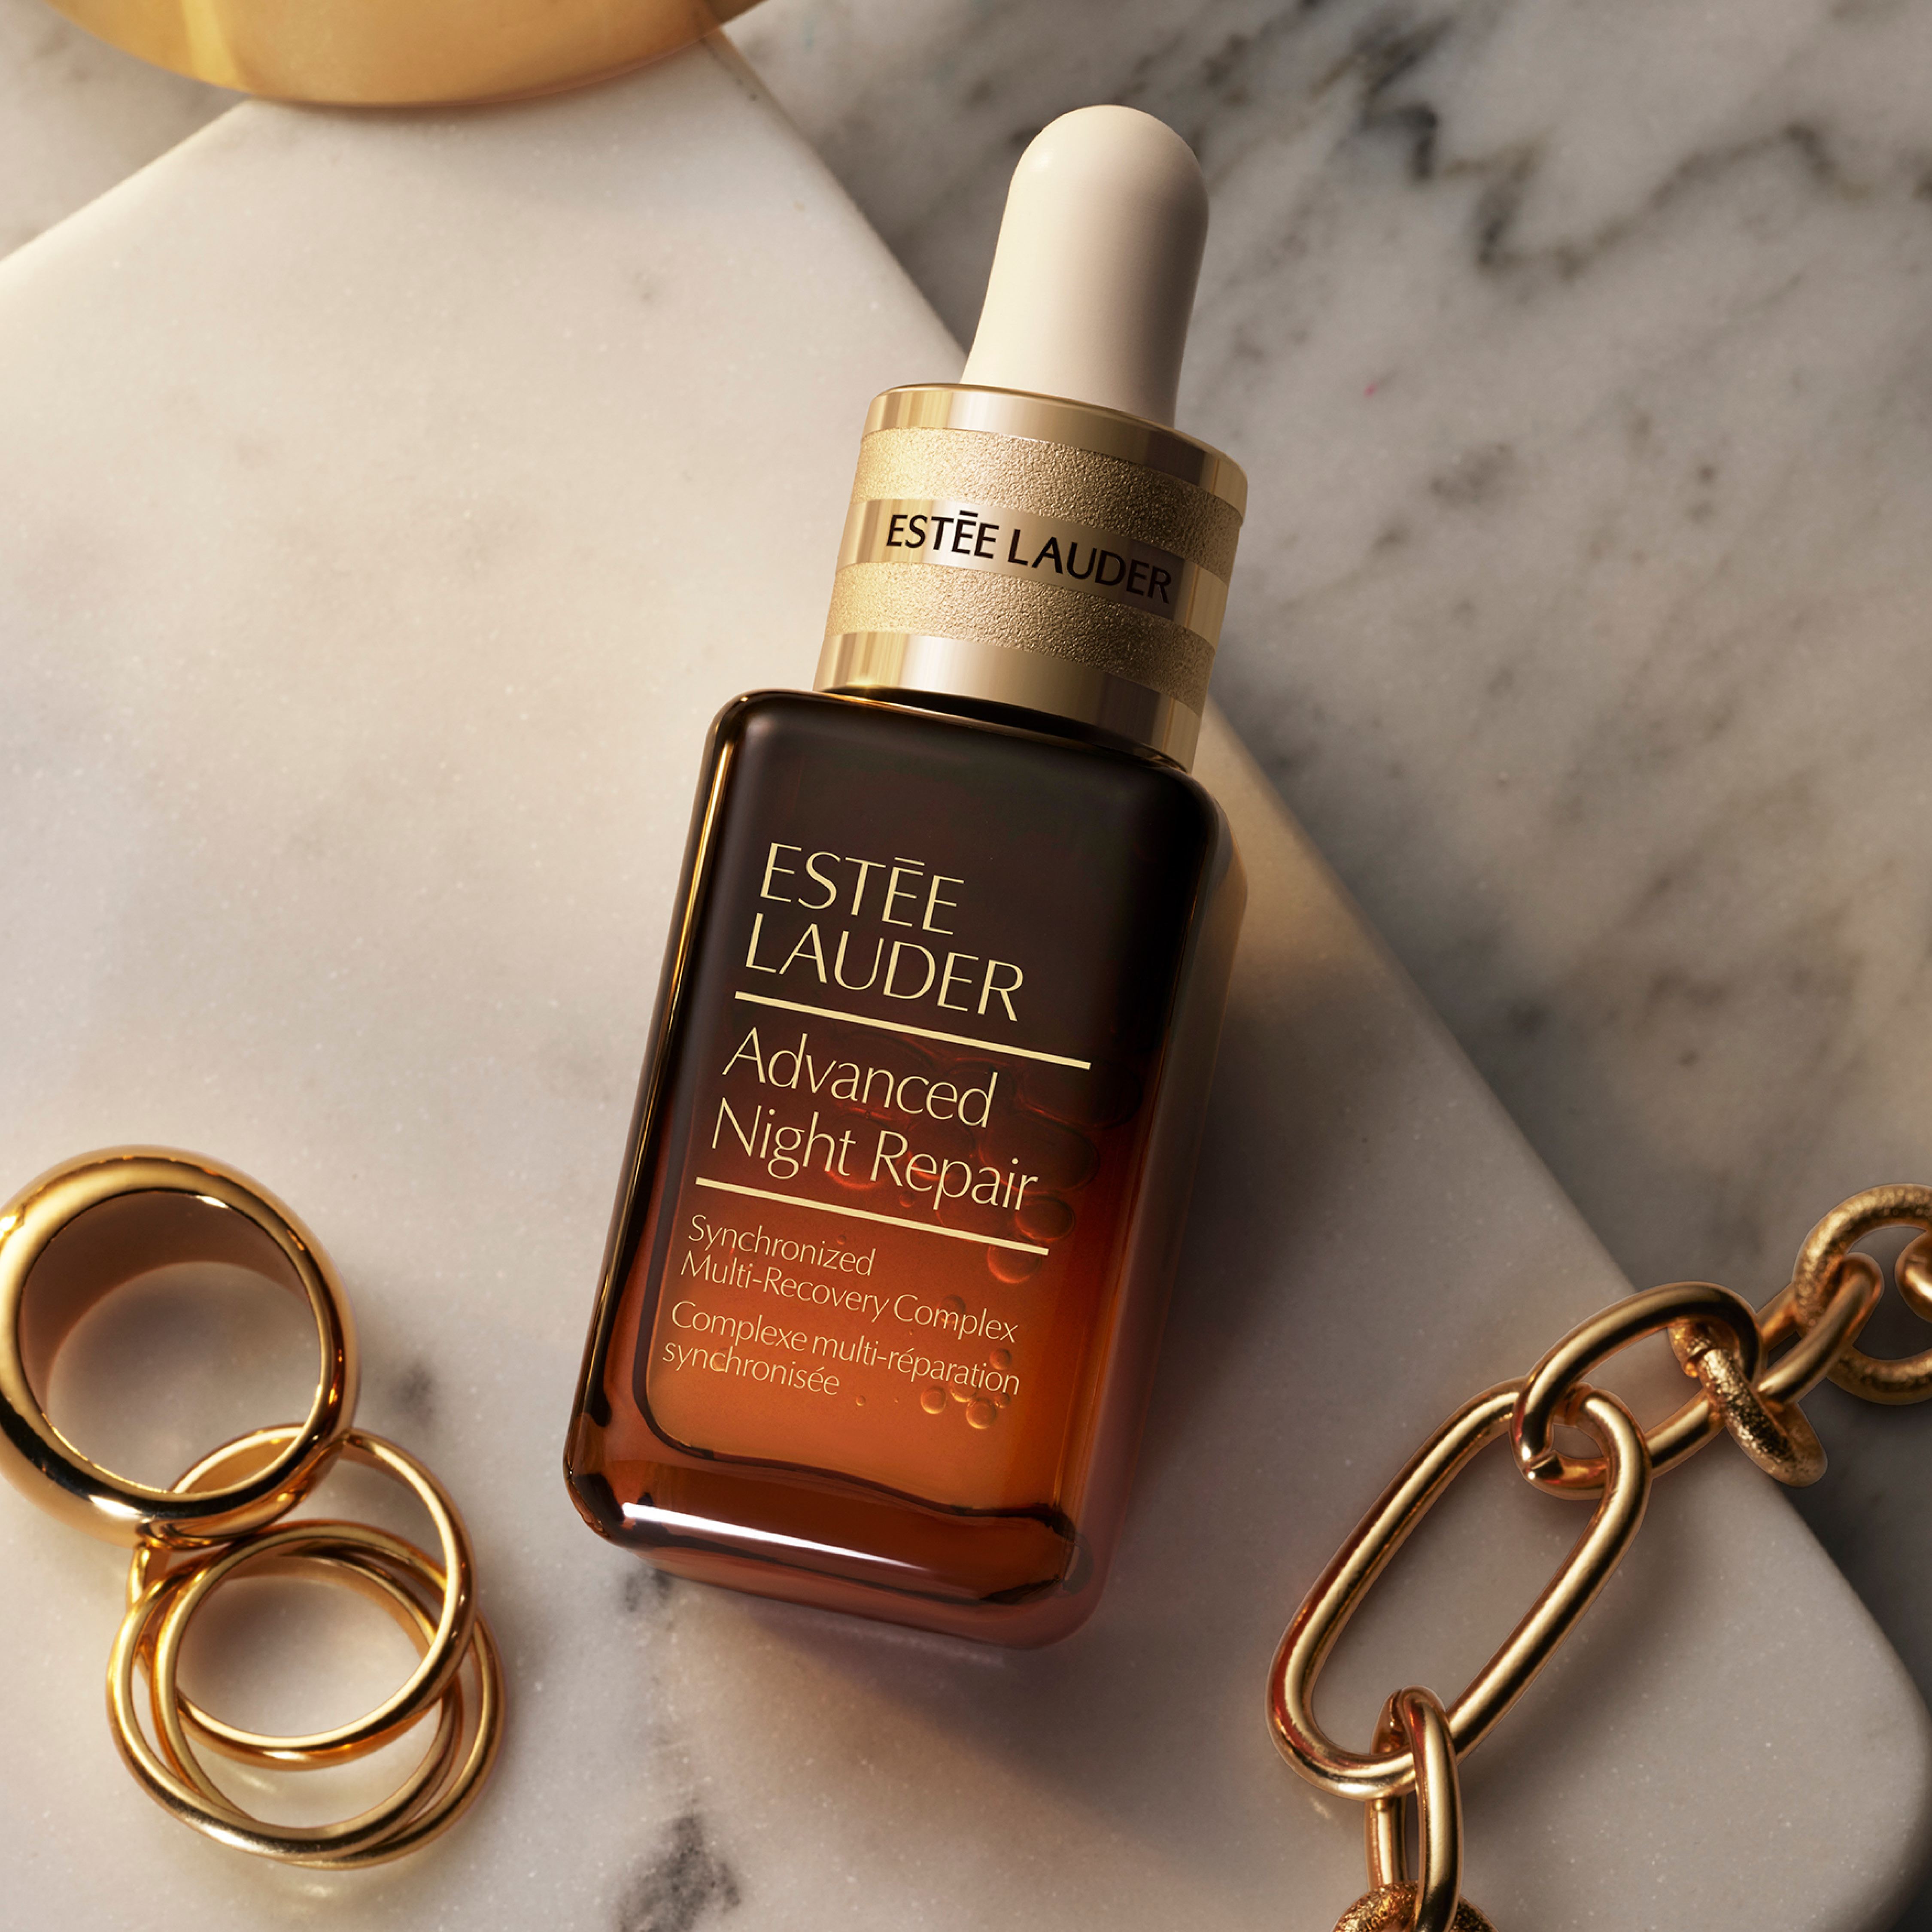 ESTĒE LAUDER
ESTĒE
LAUDER
Advanced
Night Repair
Synchronized
Multi-Recovery Complex
Complexe multi-réparation
synchronisée